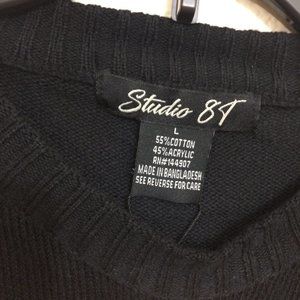 Studio 8T
L
55%COTTON
45%ACRYLIC
RN#144907
MADE IN BANGLADESH
SEE REVERSE FOR CARE